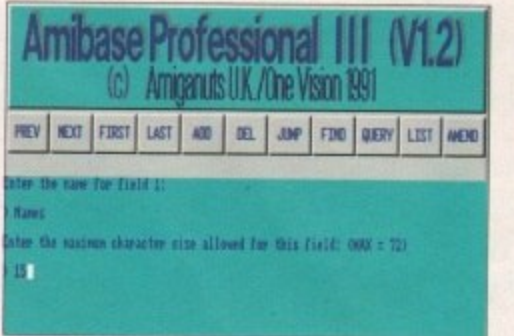 Amibase Professional III (V1.2)
(c) Amiganuts U.K./One Vision 1991
PREV NEXT FIRST LAST ADD DEL JUMP FIND QUERY LIST AMEND
Enter the name for field 1:
> Names
Enter the maximum character size allowed for this field: (MAX = 72)
> 15